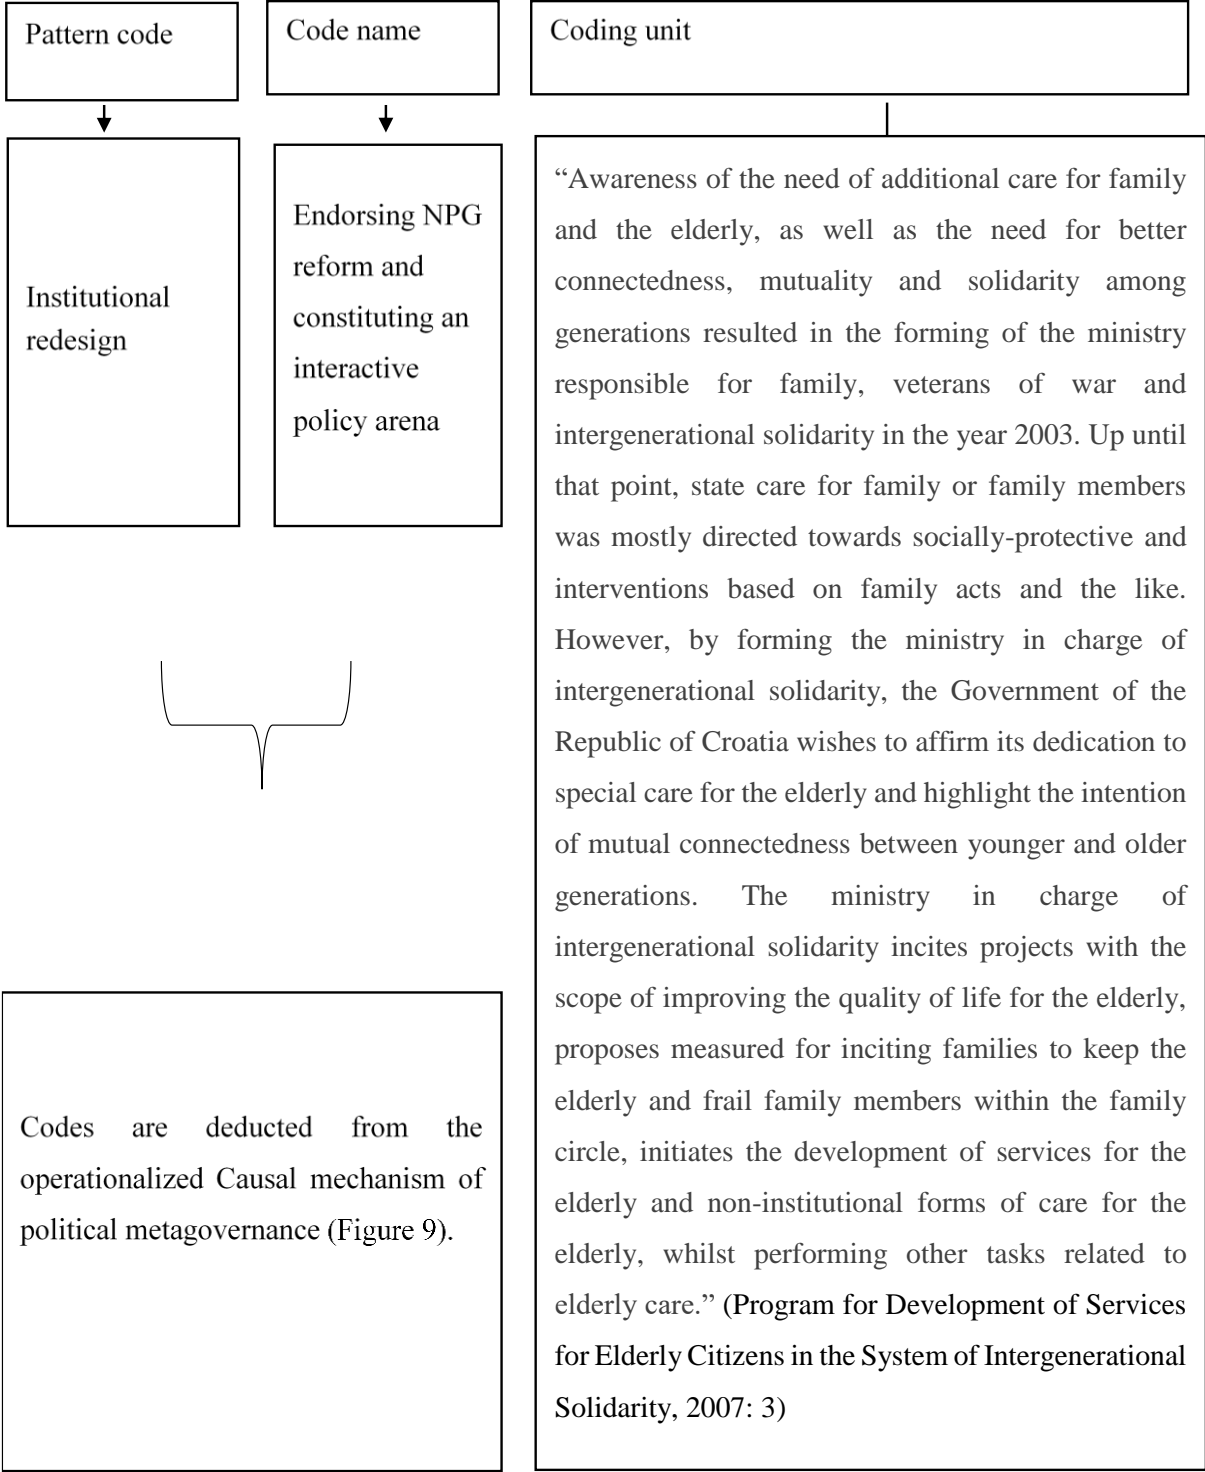 Pattern code
Code name
Coding unit
Institutional
redesign
Endorsing NPG
reform and
constituting an
interactive
policy arena
“Awareness of the need of additional care for family
and the elderly, as well as the need for better
connectedness, mutuality and solidarity among
generations resulted in the forming of the ministry
responsible for family, veterans of war and
intergenerational solidarity in the year 2003. Up until
that point, state care for family or family members
was mostly directed towards socially-protective and
interventions based on family acts and the like.
However, by forming the ministry in charge of
intergenerational solidarity, the Government of the
Republic of Croatia wishes to affirm its dedication to
special care for the elderly and highlight the intention
of mutual connectedness between younger and older
generations. The ministry in charge of
intergenerational solidarity incites projects with the
scope of improving the quality of life for the elderly,
proposes measured for inciting families to keep the
elderly and frail family members within the family
circle, initiates the development of services for the
elderly and non-institutional forms of care for the
elderly, whilst performing other tasks related to
elderly care.” (Program for Development of Services
for Elderly Citizens in the System of Intergenerational
Solidarity, 2007: 3)
Codes are deducted from the
operationalized Causal mechanism of
political metagovernance (Figure 9).